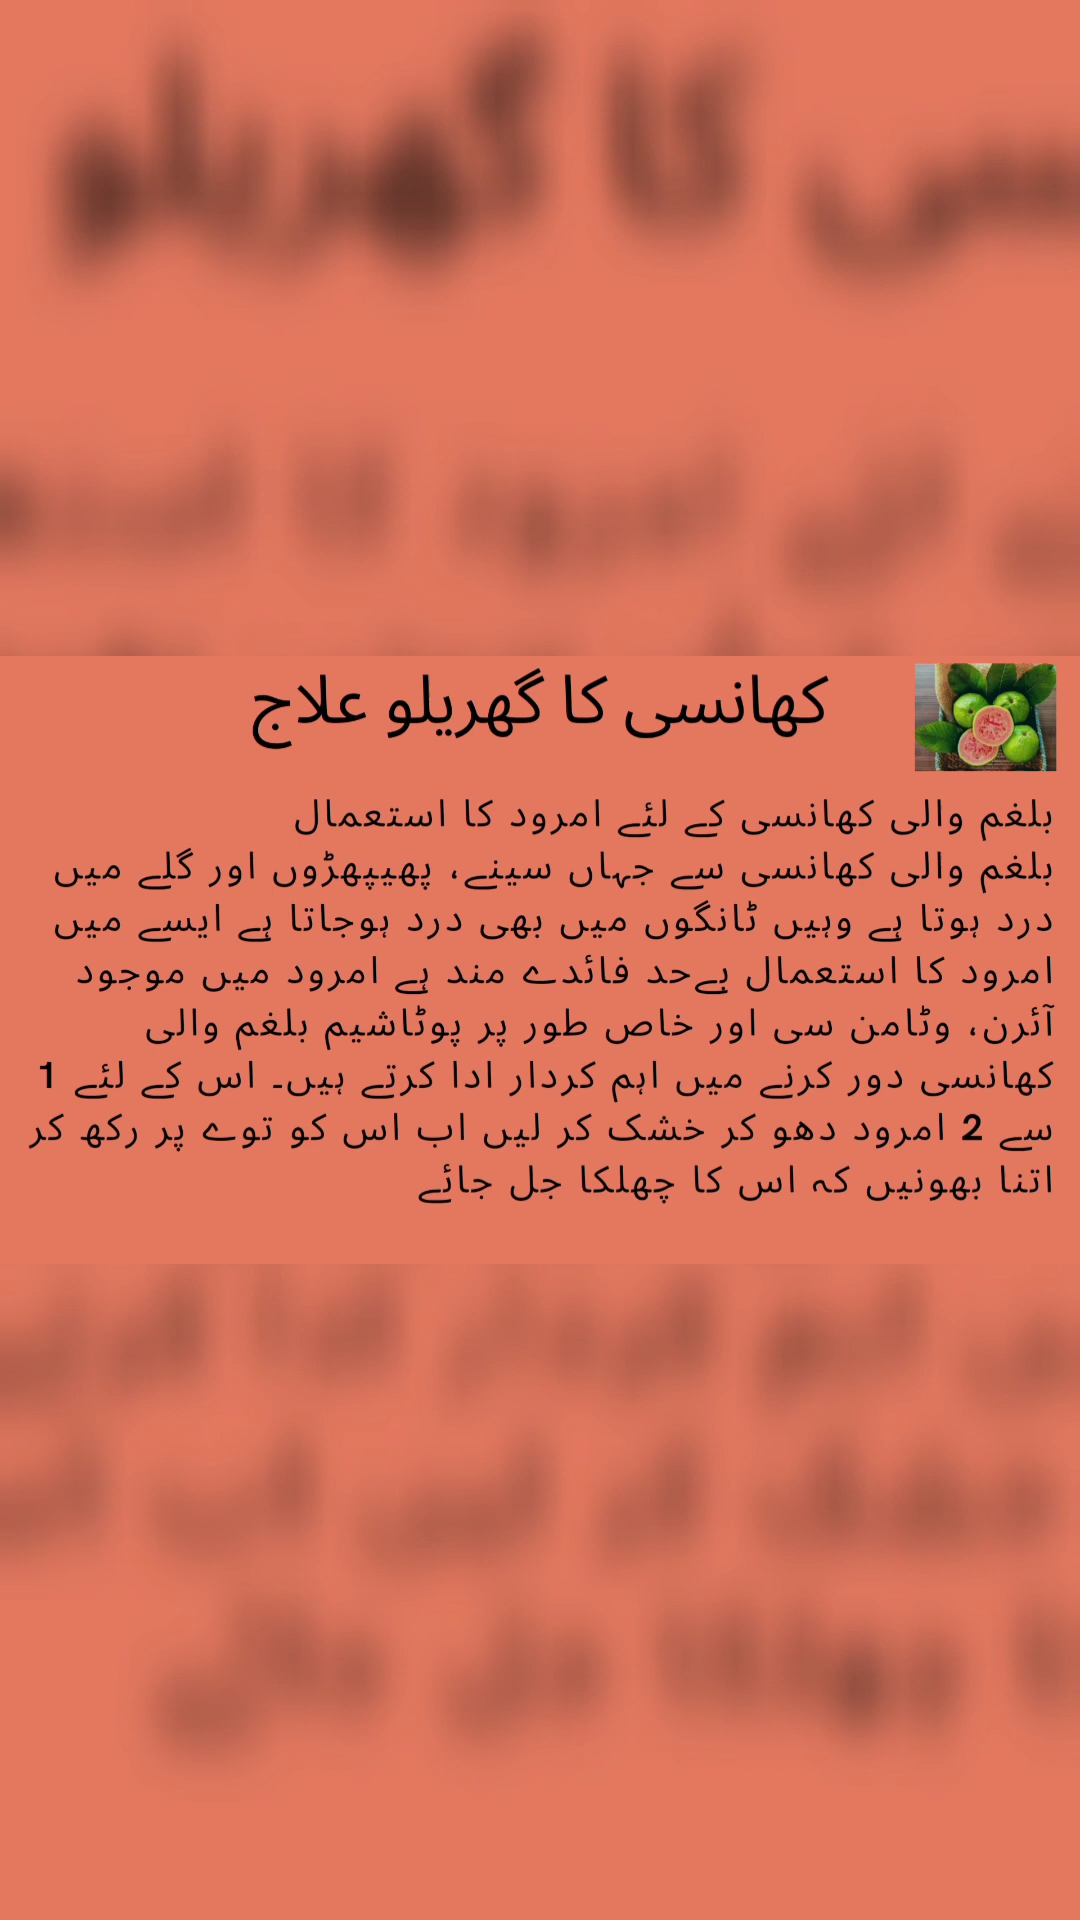 کھانسی کا گھریلو علاج
بلغم والی کھانسی کے لئے امرود کا استعمال
بلغم والی کھانسی سے جہاں سینے، پھیپھڑوں اور گلے میں
درد ہوتا ہے وہیں ٹانگوں میں بھی درد ہوجاتا ہے ایسے میں
امرود کا استعمال بےحد فائدے مند ہے امرود میں موجود
آئرن، وٹامن سی اور خاص طور پر پوٹاشیم بلغم والی
کھانسی دور کرنے میں اہم کردار ادا کرتے ہیں۔ اس کے لئے 1
سے 2 امرود دھو کر خشک کر لیں اب اس کو توے پر رکھ کر
اتنا بھونیں کہ اس کا چھلکا جل جائے